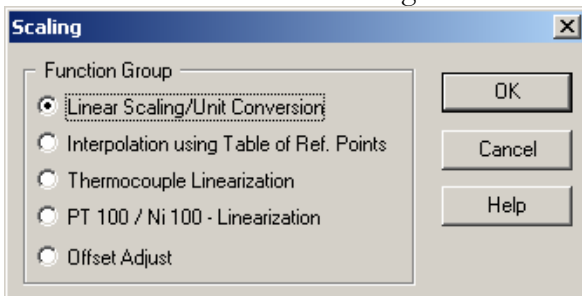 Scaling
Function Group
Linear Scaling/Unit Conversion
Interpolation using Table of Ref. Points
Thermocouple Linearization
PT 100 / Ni 100 - Linearization
Offset Adjust
OK
Cancel
Help